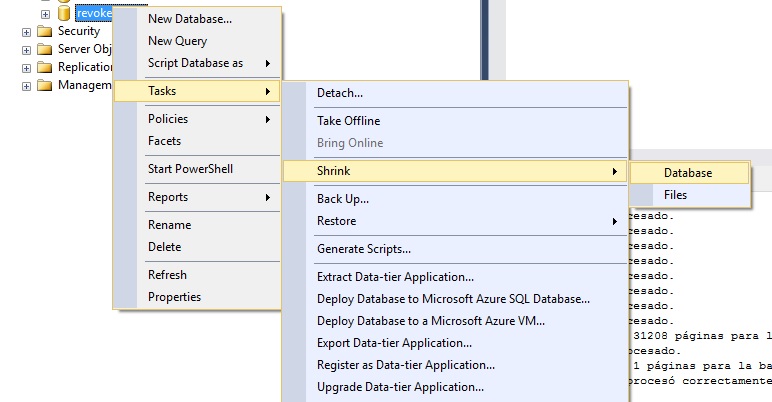 revoke
Security
Server Obj
Replication
Managem
New Database...
New Query
Script Database as
Tasks
Policies
Facets
Start PowerShell
Reports
Rename
Delete
Refresh
Properties
Detach...
Take Offline
Bring Online
Shrink
Back Up...
Restore
Generate Scripts...
Extract Data-tier Application...
Deploy Database to Microsoft Azure SQL Database...
Deploy Database to a Microsoft Azure VM...
Export Data-tier Application...
Register as Data-tier Application...
Upgrade Data-tier Application...
Database
Files
cesado.
cesado.
cesado.
cesado.
cesado.
cesado.
cesado.
cesado.
31208 páginas para l
ocesado.
1 páginas para la ba
procesó correctamente